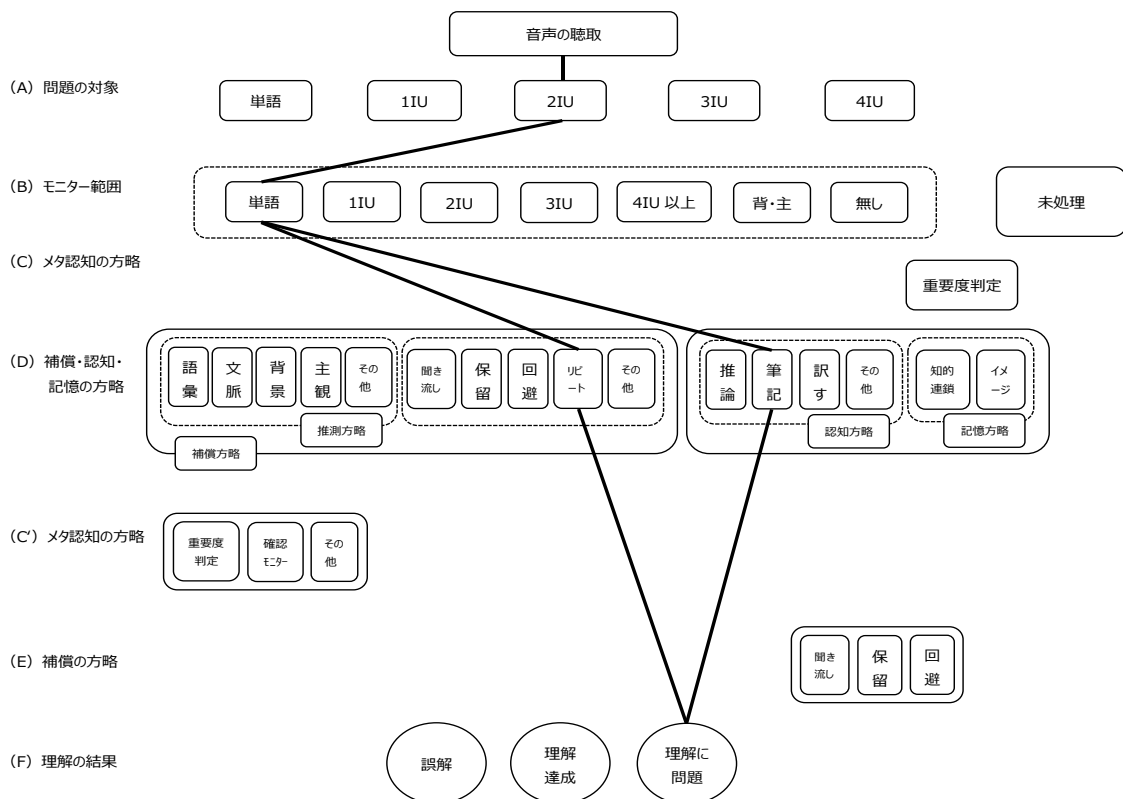 音声の聴取
(A) 問題の対象
単語
1IU
2IU
3IU
4IU
(B) モニター範囲
単語
1IU
2IU
3IU
4IU 以上
背・主
無し
未処理
(C) メタ認知の方略
重要度判定
(D) 補償・認知・
記憶の方略
語
彙
文
脈
背
景
主
観
その
他
推測方略
聞き
流し
保
留
回
避
リピ
ート
その
他
補償方略
推
論
筆
記
訳
す
その
他
認知方略
知的
連鎖
イメ
ージ
記憶方略
(C') メタ認知の方略
重要度
判定
確認
モニター
その
他
(E) 補償の方略
聞き
流し
保
留
回
避
(F) 理解の結果
誤解
理解
達成
理解に
問題